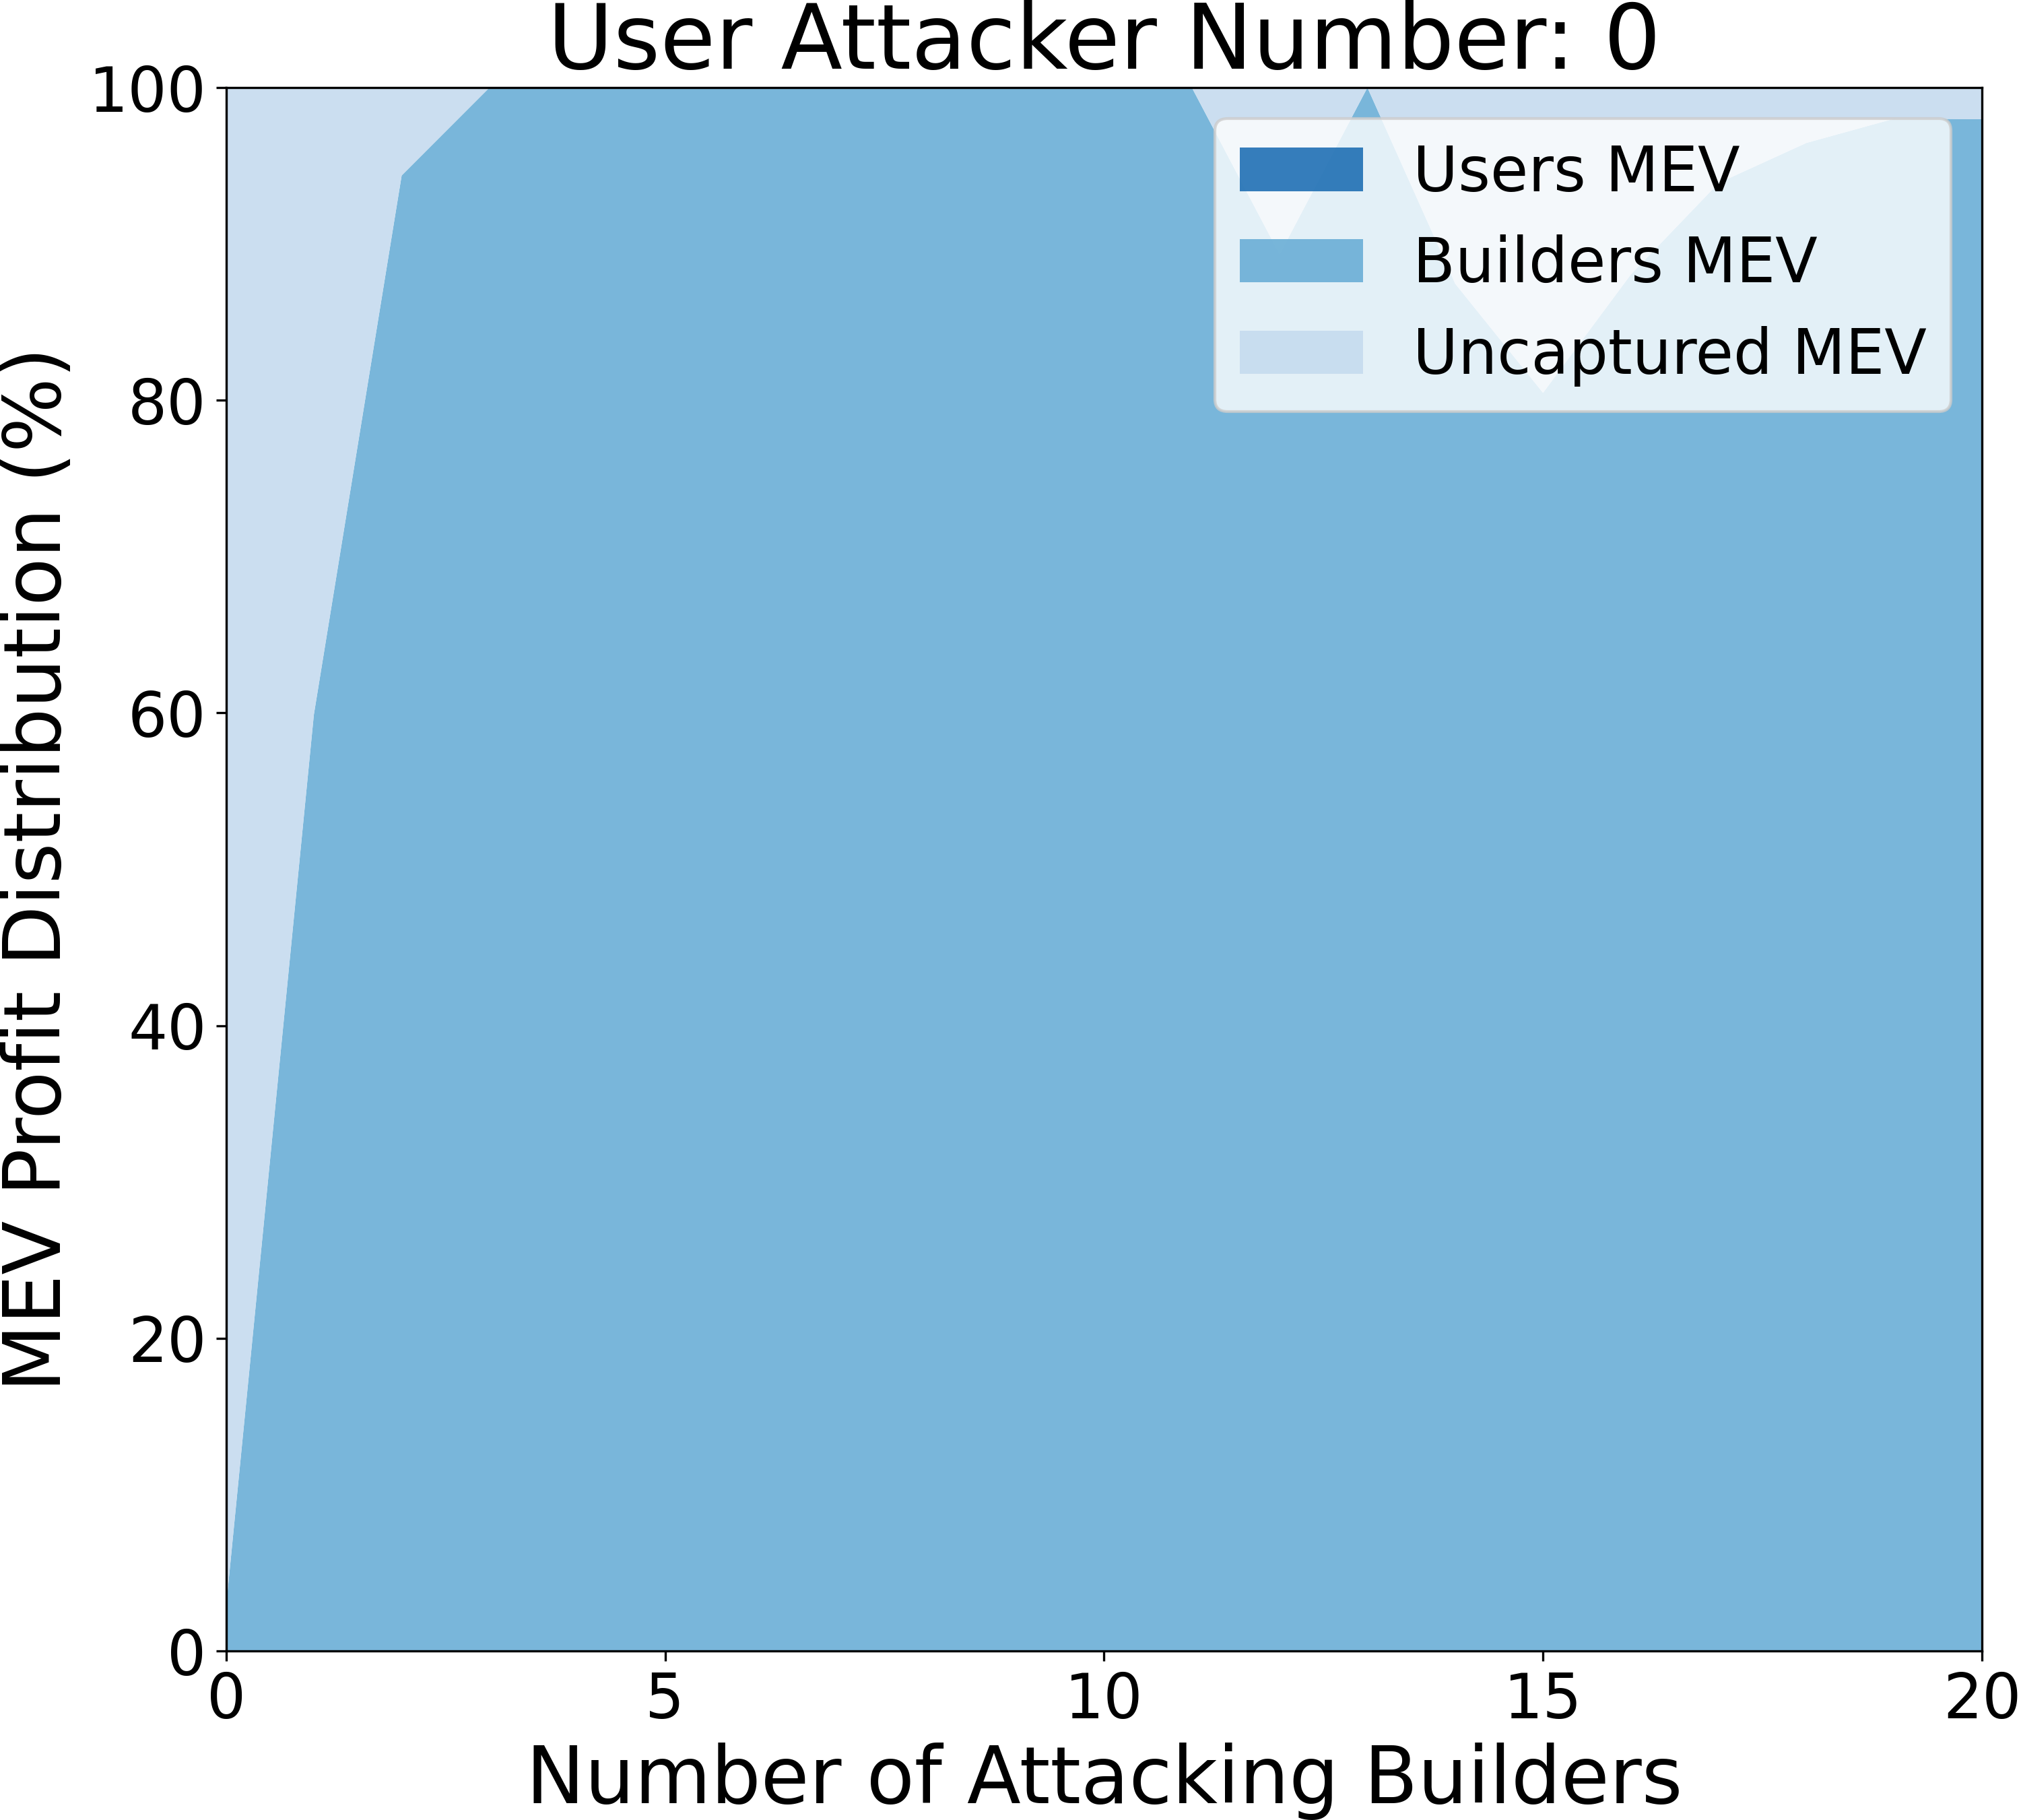 User Attacker Number: 0
MEV Profit Distribution (%)
100
80
60
40
20
0
Users MEV
Builders MEV
Uncaptured MEV
0 5 10 15 20
Number of Attacking Builders